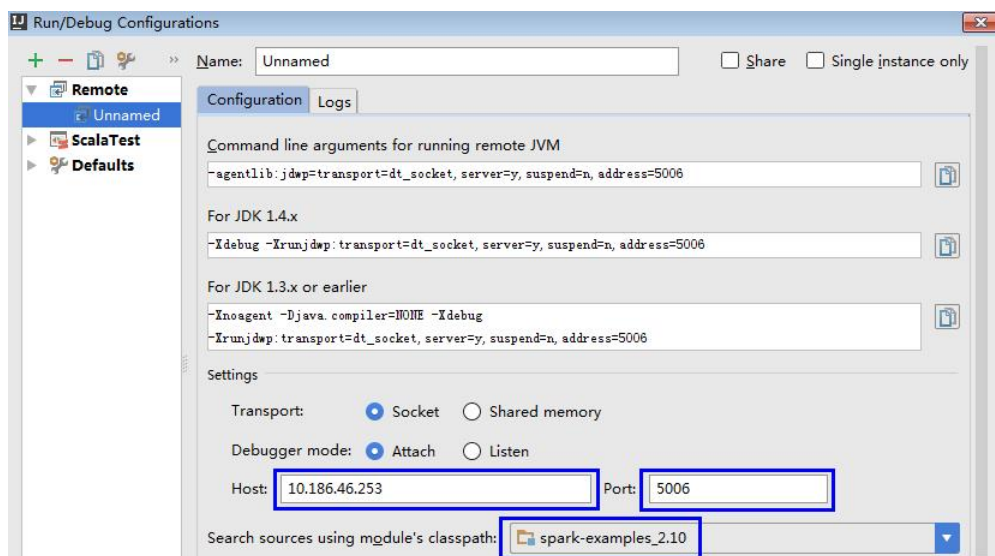 Run/Debug Configurations
Name: Unnamed Share Single instance only
Remote
Unnamed
ScalaTest
Defaults
Configuration Logs
Command line arguments for running remote JVM
-agentlib:jdwp=transport=dt_socket, server=y, suspend=n, address=5006
For JDK 1.4.x
-Xdebug -Xrunjdwp:transport=dt_socket, server=y, suspend=n, address=5006
For JDK 1.3.x or earlier
-Xnoagent -Djava.compiler=NONE -Xdebug
-Xrunjdwp:transport=dt_socket, server=y, suspend=n, address=5006
Settings
Transport: Socket Shared memory
Debugger mode: Attach Listen
Host: 10.186.46.253 Port: 5006
Search sources using module's classpath: spark-examples_2.10